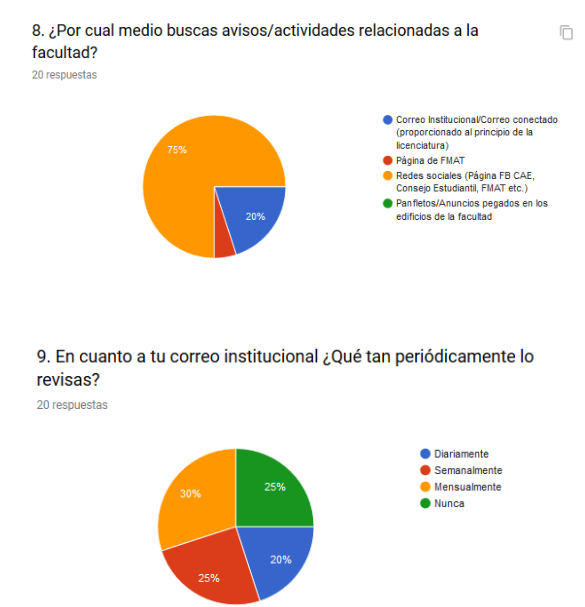 8. ¿Por cual medio buscas avisos/actividades relacionadas a la
facultad?
20 respuestas
75%
20%
Correo Institucional/Correo conectado
(proporcionado al principio de la
licenciatura)
Página de FMAT
Redes sociales (Página FB CAE,
Consejo Estudiantil, FMAT etc.)
Panfletos/Anuncios pegados en los
edificios de la facultad
9. En cuanto a tu correo institucional ¿Qué tan periódicamente lo
revisas?
20 respuestas
30%
25%
20%
25%
Diariamente
Semanalmente
Mensualmente
Nunca